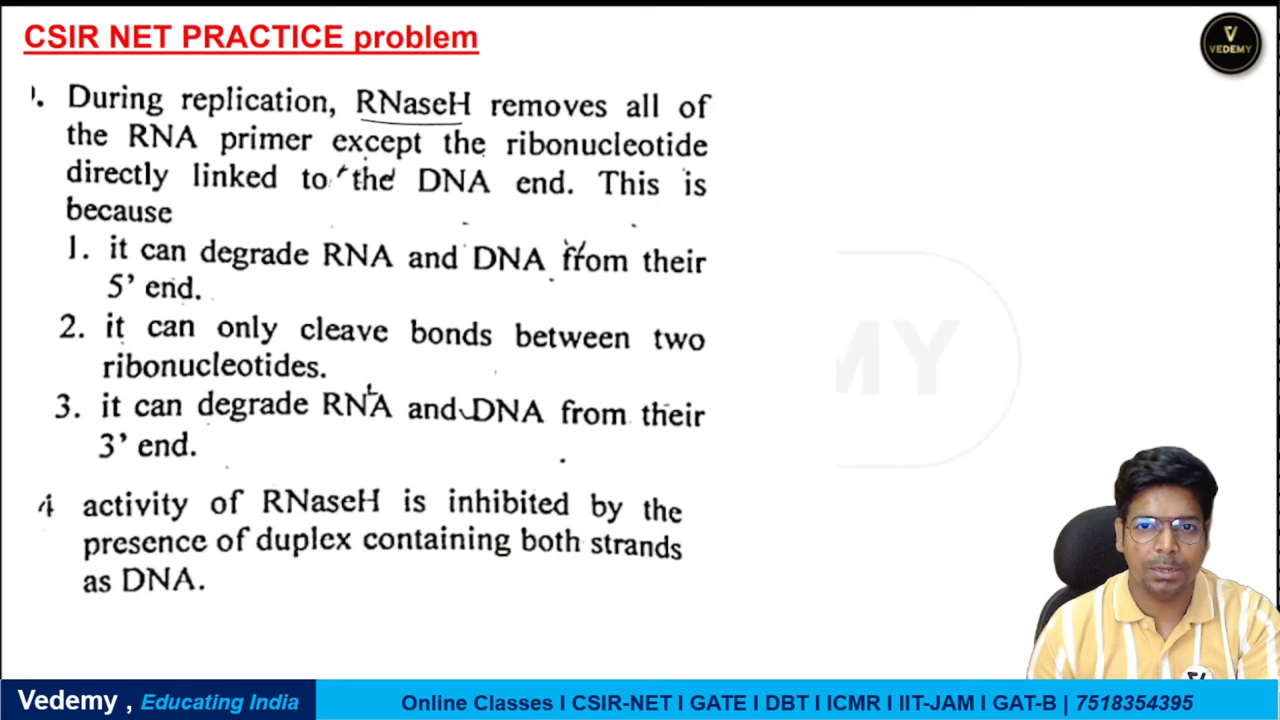 CSIR NET PRACTICE problem
V
VEDEMY
. During replication, RNaseH removes all of
the RNA primer except the ribonucleotide
directly linked to the DNA end. This is
because
1. it can degrade RNA and DNA from their
5' end.
2. it can only cleave bonds between two
ribonucleotides.
3. it can degrade RNA and DNA from their
3' end.
4 activity of RNaseH is inhibited by the
presence of duplex containing both strands
as DNA.
MY
Vedemy , Educating India
Online Classes I CSIR-NET I GATE I DBT I ICMR I IIT-JAM I GAT-B | 7518354395